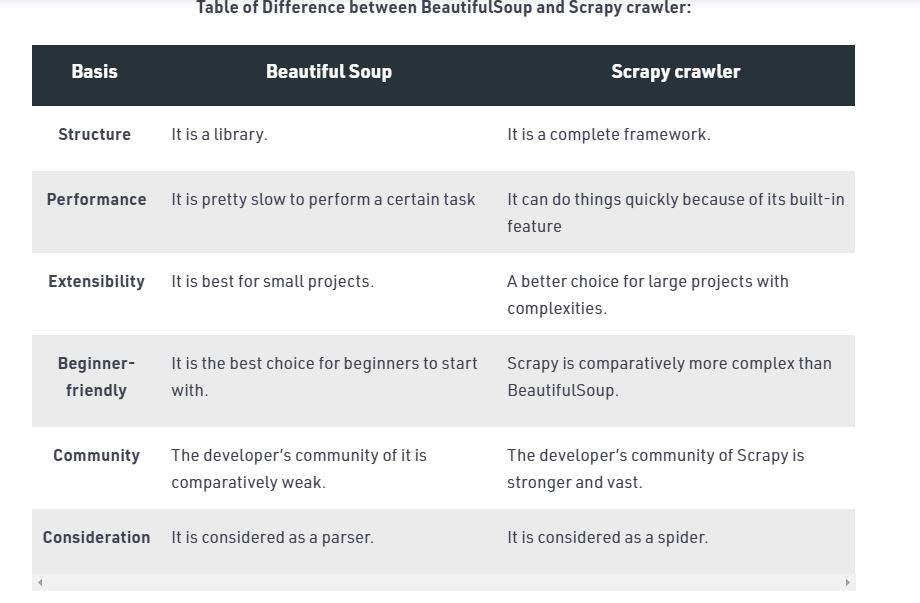 Table of Difference between BeautifulSoup and Scrapy crawler:
Basis Beautiful Soup Scrapy crawler
Structure It is a library. It is a complete framework.
Performance It is pretty slow to perform a certain task It can do things quickly because of its built-in
feature
Extensibility It is best for small projects. A better choice for large projects with
complexities.
Beginner- It is the best choice for beginners to start Scrapy is comparatively more complex than
friendly with. BeautifulSoup.
Community The developer’s community of it is The developer’s community of Scrapy is
comparatively weak. stronger and vast.
Consideration It is considered as a parser. It is considered as a spider.